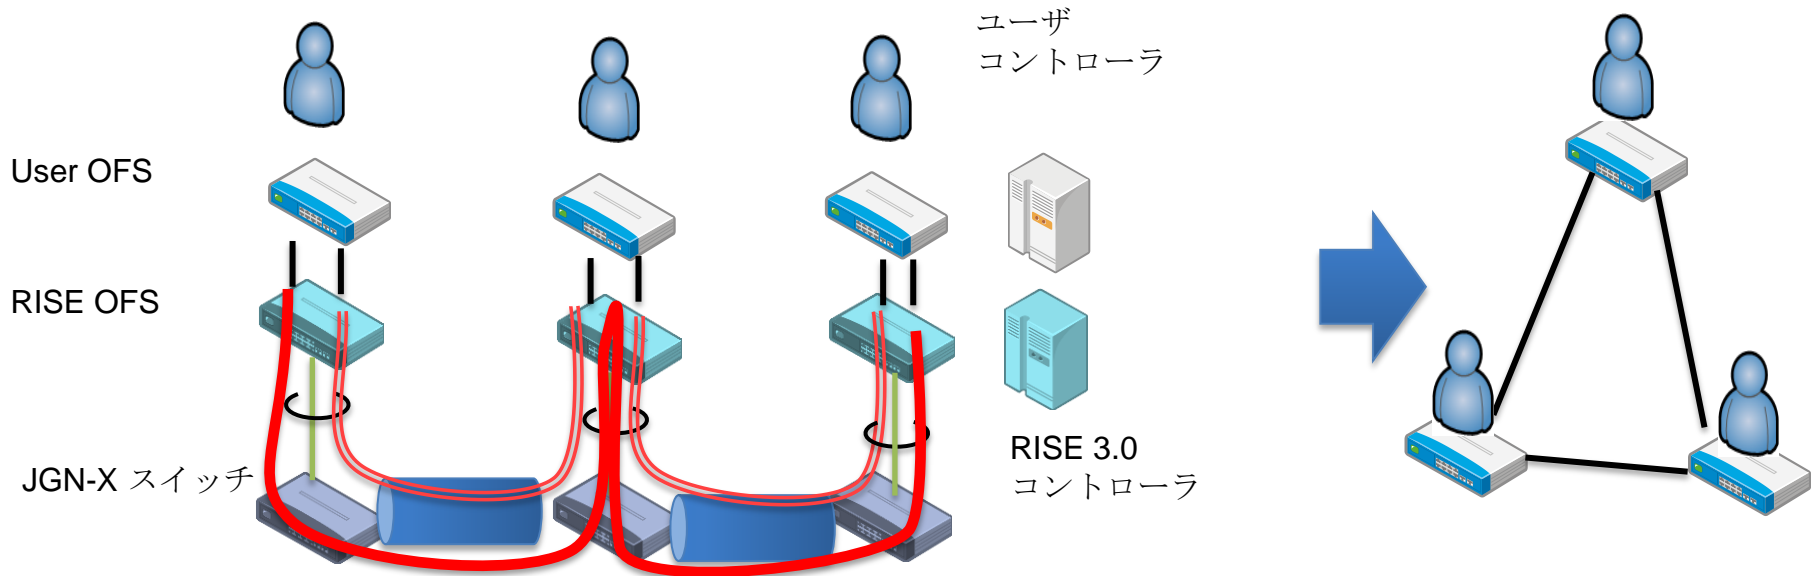 ユーザ
コントローラ
User OFS
RISE OFS
RISE 3.0
コントローラ
JGN-X スイッチ